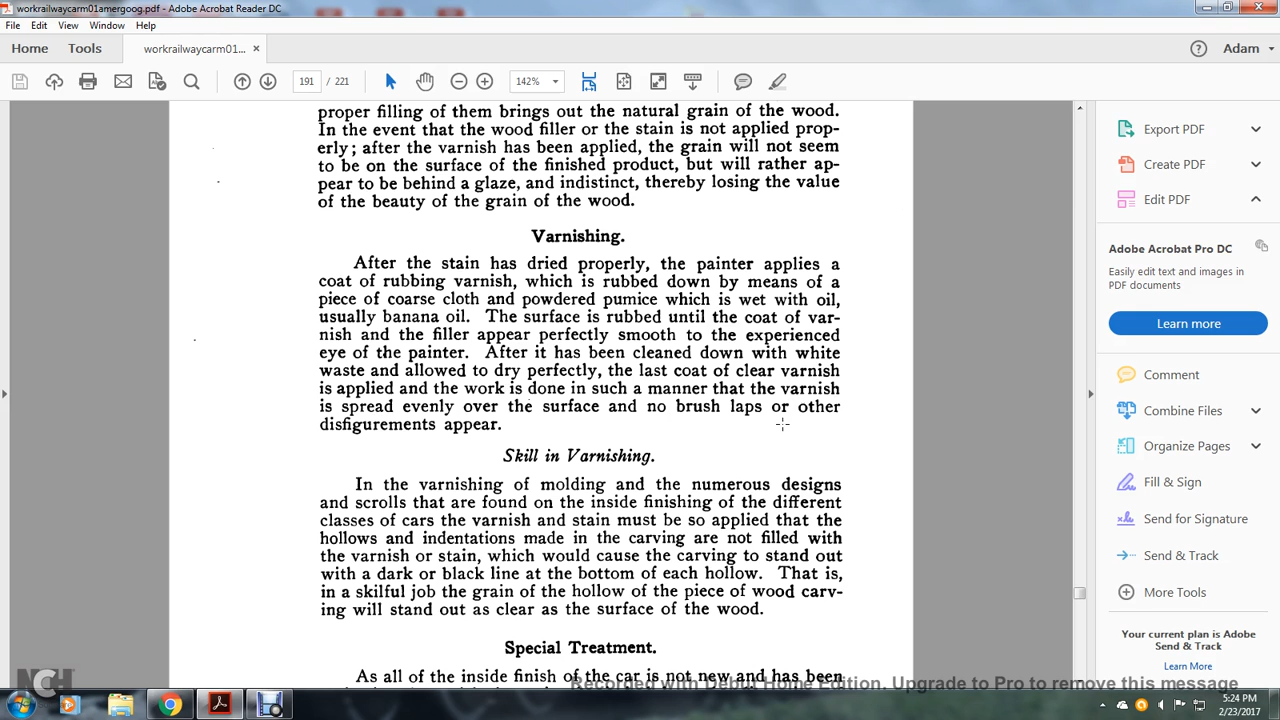 workrailwaycarm01amergoog.pdf - Adobe Acrobat Reader DC
File Edit View Window Help
Home Tools workrailwaycarm01... × Adam
191 / 221 142%
proper filling of them brings out the natural grain of the wood.
In the event that the wood filler or the stain is not applied prop-
erly; after the varnish has been applied, the grain will not seem
to be on the surface of the finished product, but will rather ap-
pear to be behind a glaze, and indistinct, thereby losing the value
of the beauty of the grain of the wood.
Varnishing.
After the stain has dried properly, the painter applies a
coat of rubbing varnish, which is rubbed down by means of a
piece of coarse cloth and powdered pumice which is wet with oil,
usually banana oil. The surface is rubbed until the coat of var-
nish and the filler appear perfectly smooth to the experienced
eye of the painter. After it has been cleaned down with white
waste and allowed to dry perfectly, the last coat of clear varnish
is applied and the work is done in such a manner that the varnish
is spread evenly over the surface and no brush laps or other
disfigurements appear.
Skill in Varnishing.
In the varnishing of molding and the numerous designs
and scrolls that are found on the inside finishing of the different
classes of cars the varnish and stain must be so applied that the
hollows and indentations made in the carving are not filled with
the varnish or stain, which would cause the carving to stand out
with a dark or black line at the bottom of each hollow. That is,
in a skilful job the grain of the hollow of the piece of wood carv-
ing will stand out as clear as the surface of the wood.
Special Treatment.
As all of the inside finish of the car is not new and has been
Export PDF
Create PDF
Edit PDF
Adobe Acrobat Pro DC
Easily edit text and images in
PDF documents
Learn more
Comment
Combine Files
Organize Pages
Fill & Sign
Send for Signature
Send & Track
More Tools
Your current plan is Adobe
Send & Track
Learn More
NCH
Recorded with Debut Home Edition. Upgrade to Pro to remove this message
5:24 PM
2/23/2017